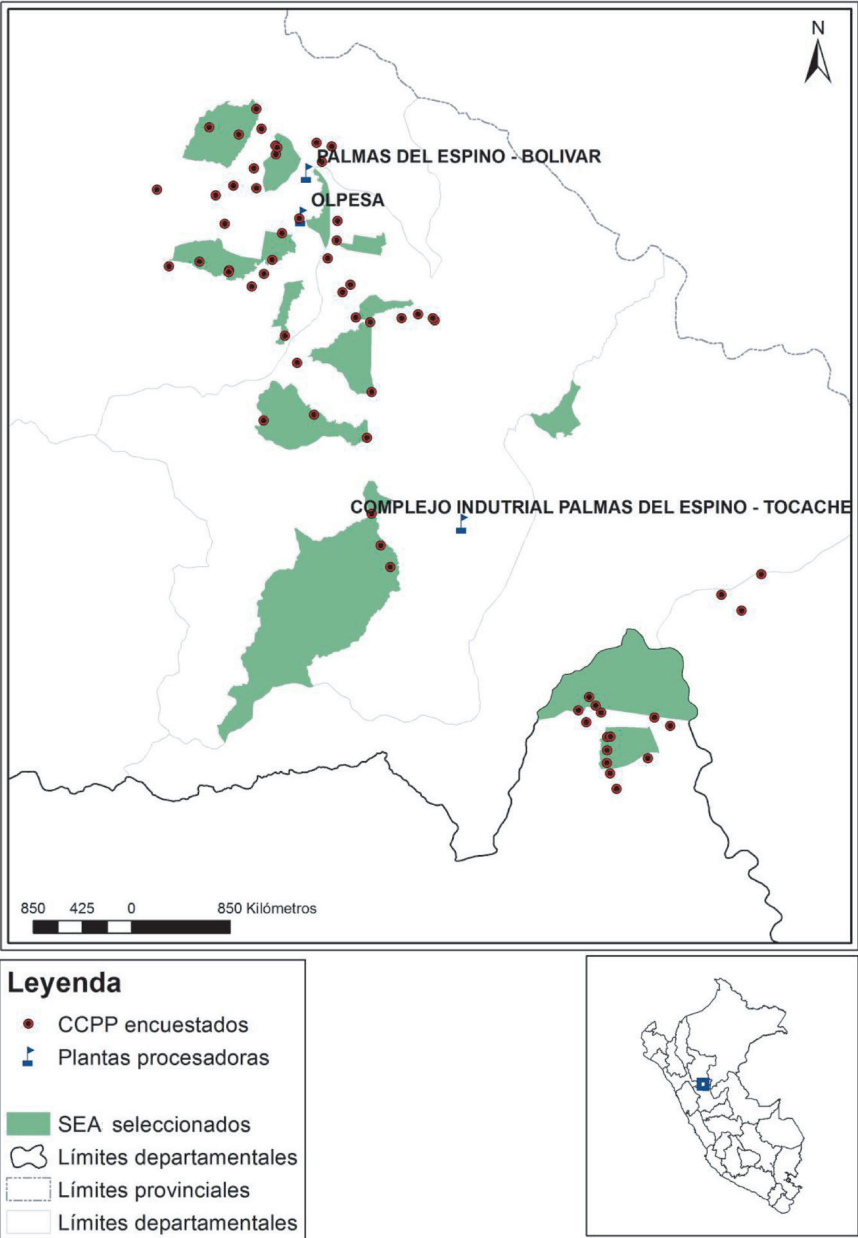 N
PALMAS DEL ESPINO - BOLIVAR
OLPESA
COMPLEJO INDUTRIAL PALMAS DEL ESPINO - TOCACHE
850 425 0 850 Kilómetros
Leyenda
CCPP encuestados
Plantas procesadoras
SEA seleccionados
Límites departamentales
Límites provinciales
Límites departamentales